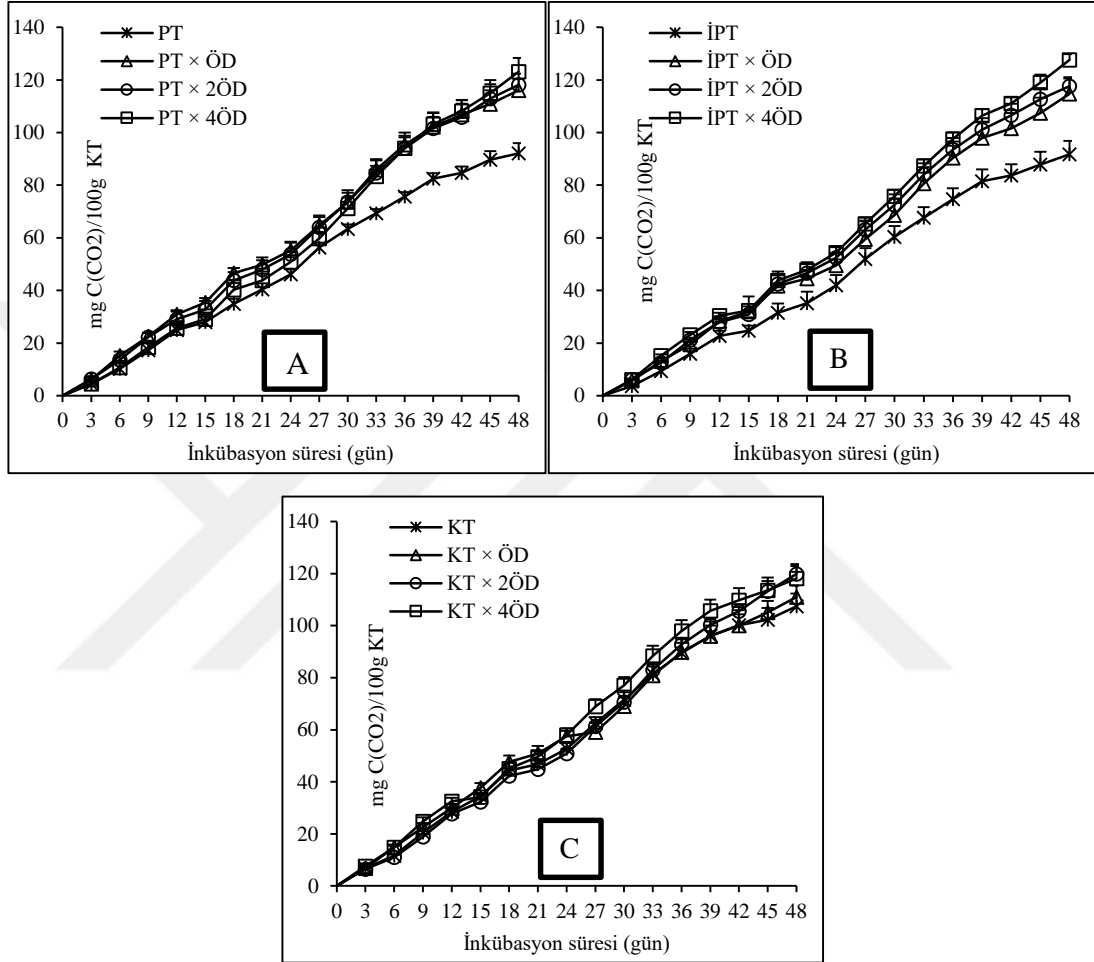 PT
PT × ÖD
PT × 2ÖD
PT × 4ÖD
mg C(CO2)/100g KT
140
120
100
80
60
40
20
0
0 3 6 9 12 15 18 21 24 27 30 33 36 39 42 45 48
İnkübasyon süresi (gün)
A
İPT
İPT × ÖD
İPT × 2ÖD
İPT × 4ÖD
mg C(CO2)/100g KT
140
120
100
80
60
40
20
0
0 3 6 9 12 15 18 21 24 27 30 33 36 39 42 45 48
İnkübasyon süresi (gün)
B
KT
KT × ÖD
KT × 2ÖD
KT × 4ÖD
mg C(CO2)/100g KT
140
120
100
80
60
40
20
0
0 3 6 9 12 15 18 21 24 27 30 33 36 39 42 45 48
İnkübasyon süresi (gün)
C